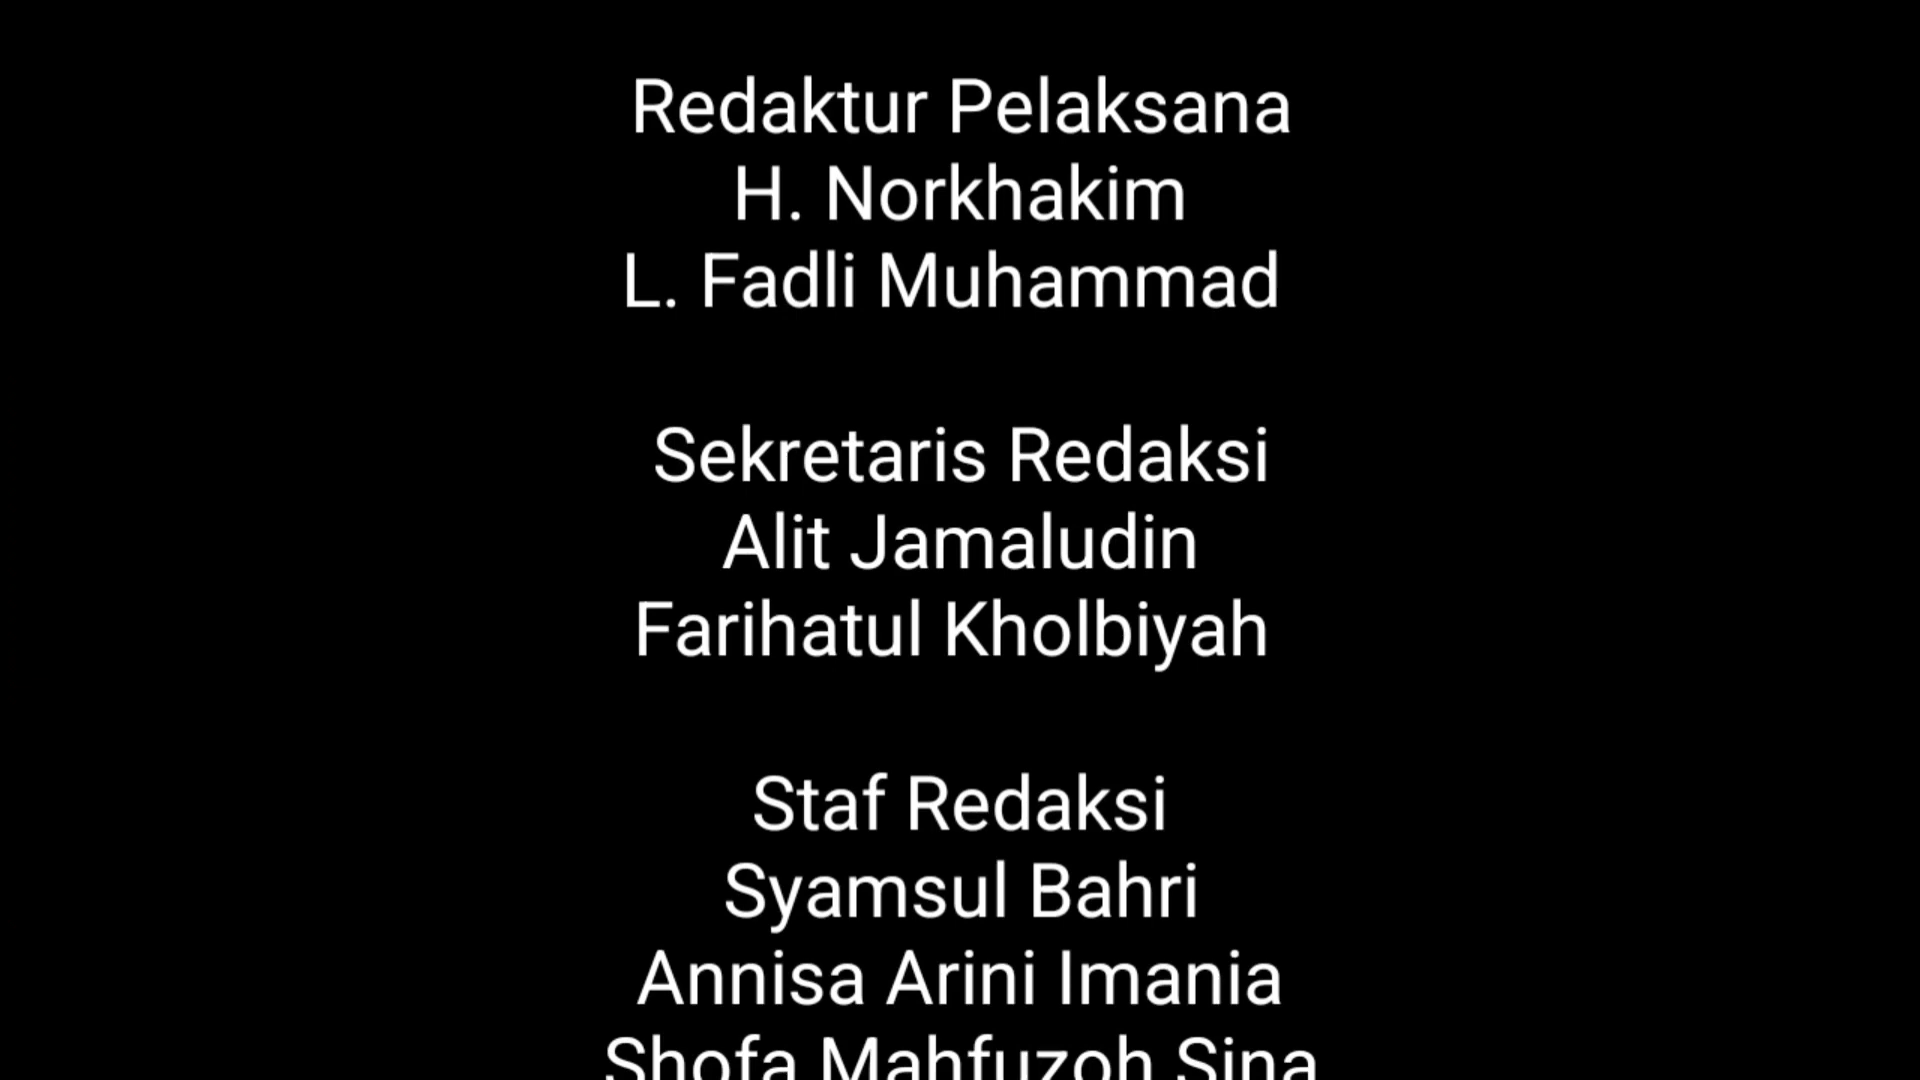 Redaktur Pelaksana
H. Norkhakim
L. Fadli Muhammad
Sekretaris Redaksi
Alit Jamaludin
Farihatul Kholbiyah
Staf Redaksi
Syamsul Bahri
Annisa Arini Imania
Shofa Mahfuzoh Sina